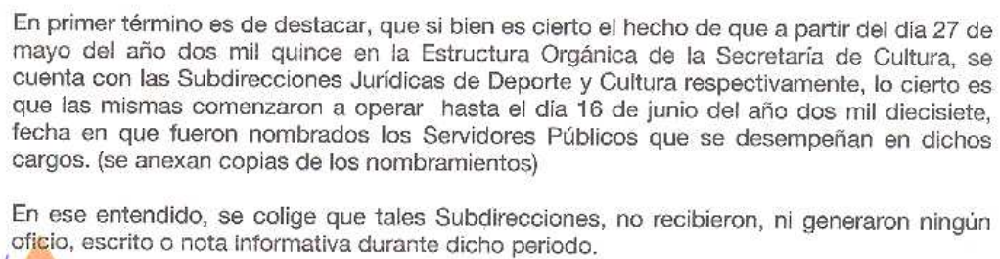 En primer término es de destacar, que si bien es cierto el hecho de que a partir del día 27 de
mayo del año dos mil quince en la Estructura Orgánica de la Secretaría de Cultura, se
cuenta con las Subdirecciones Jurídicas de Deporte y Cultura respectivamente, lo cierto es
que las mismas comenzaron a operar hasta el día 16 de junio del año dos mil diecisiete,
fecha en que fueron nombrados los Servidores Públicos que se desempeñan en dichos
cargos. (se anexan copias de los nombramientos)

En ese entendido, se colige que tales Subdirecciones, no recibieron, ni generaron ningún
oficio, escrito o nota informativa durante dicho periodo.